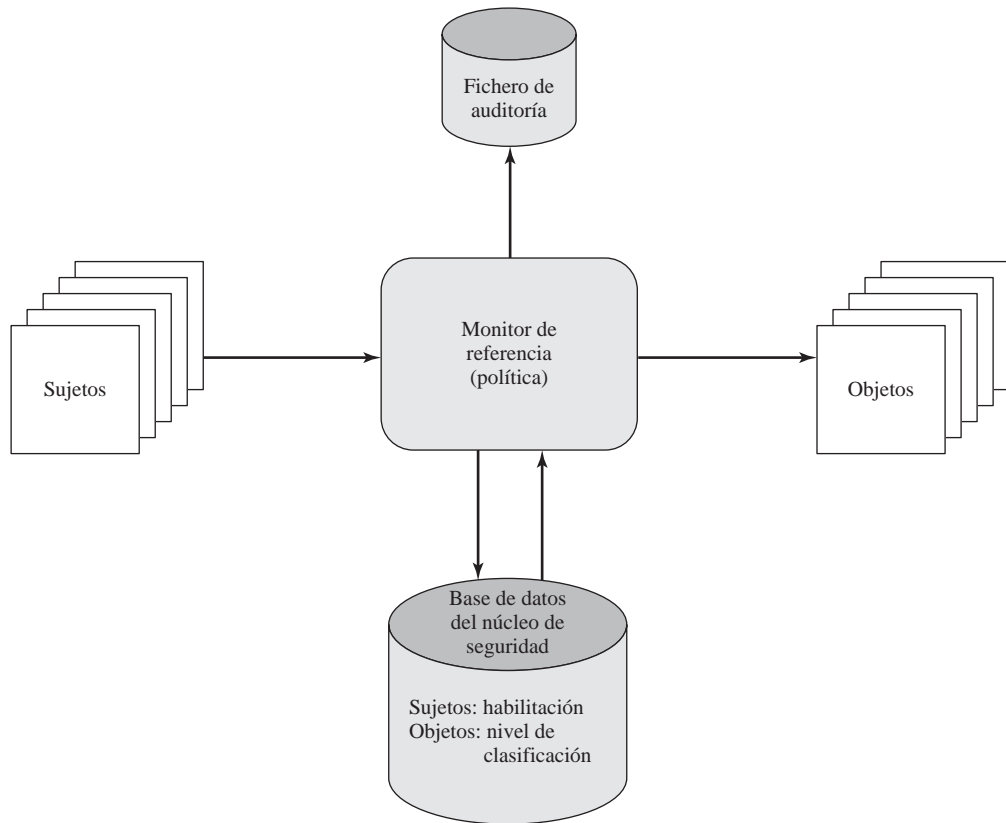 Fichero de
auditoría
Monitor de
referencia
(política)
Sujetos
Objetos
Base de datos
del núcleo de
seguridad
Sujetos: habilitación
Objetos: nivel de
clasificación